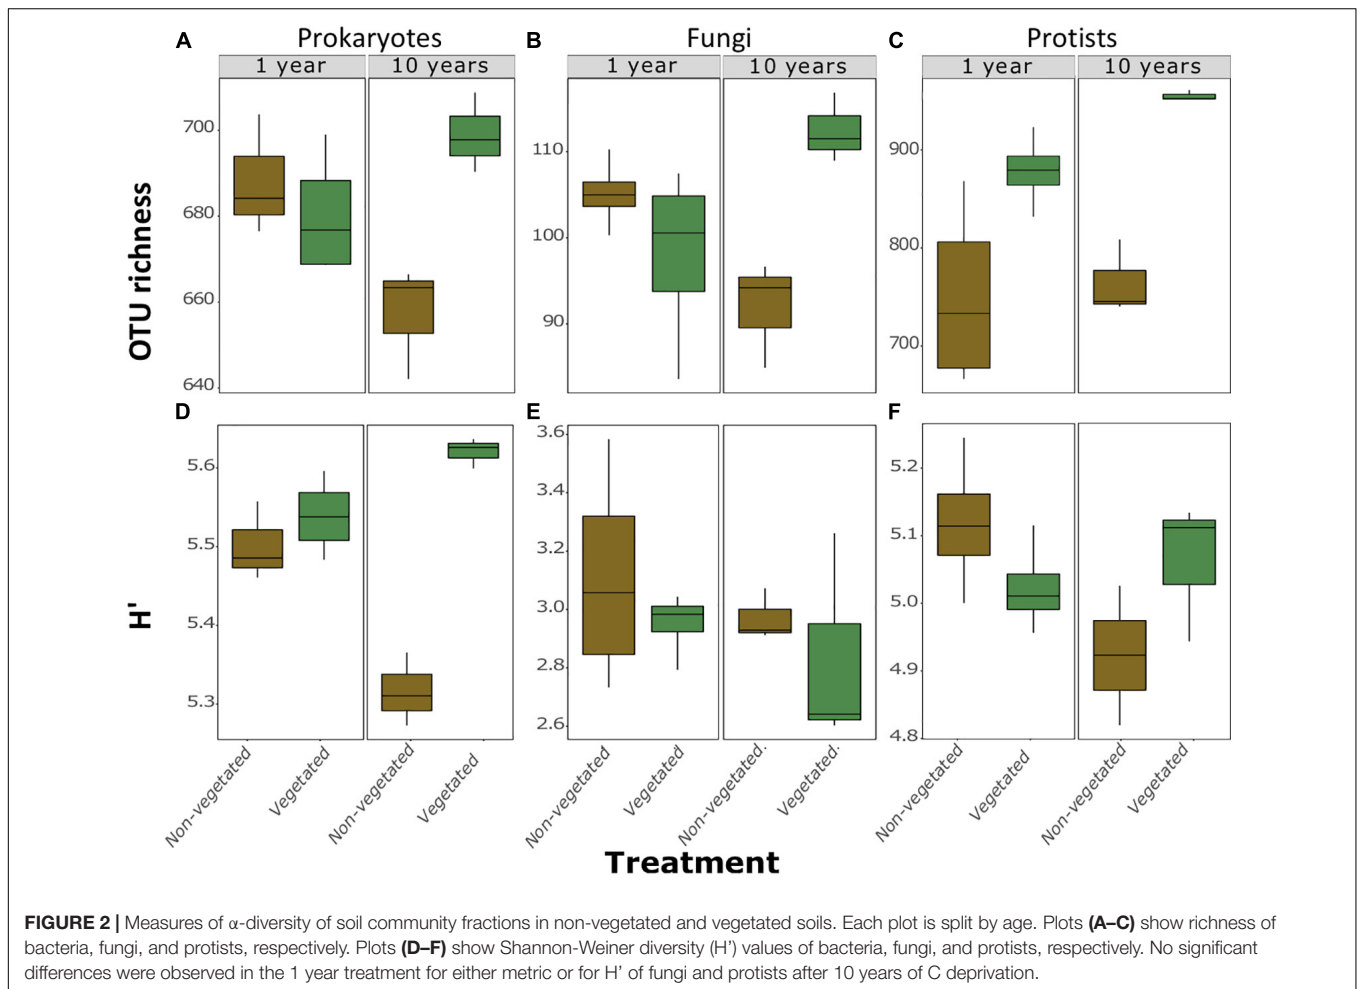 A Prokaryotes B Fungi C Protists
1 year 10 years 1 year 10 years 1 year 10 years
OTU richness
700
680
660
640
110
100
90
900
800
700
D E F
H'
5.6
5.5
5.4
5.3
3.6
3.4
3.2
3.0
2.8
2.6
5.2
5.1
5.0
4.9
4.8
Non-vegetated Vegetated Non-vegetated Vegetated Non-vegetated Vegetated Non-vegetated. Vegetated. Non-vegetated Vegetated Non-vegetated Vegetated
Treatment
FIGURE 2 | Measures of α-diversity of soil community fractions in non-vegetated and vegetated soils. Each plot is split by age. Plots (A–C) show richness of
bacteria, fungi, and protists, respectively. Plots (D–F) show Shannon-Weiner diversity (H’) values of bacteria, fungi, and protists, respectively. No significant
differences were observed in the 1 year treatment for either metric or for H’ of fungi and protists after 10 years of C deprivation.